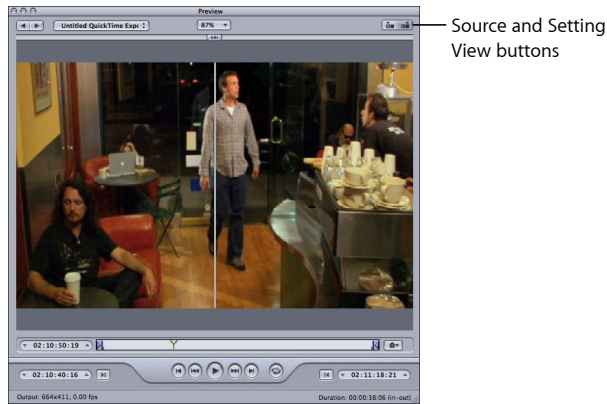 Preview
Untitled QuickTime Expo
87%
Source and Setting
View buttons
02:10:50:19
02:10:40:16
02:11:18:21
Output: 664x411, 0.00 fps
Duration: 00:00:38:06 (in-out)